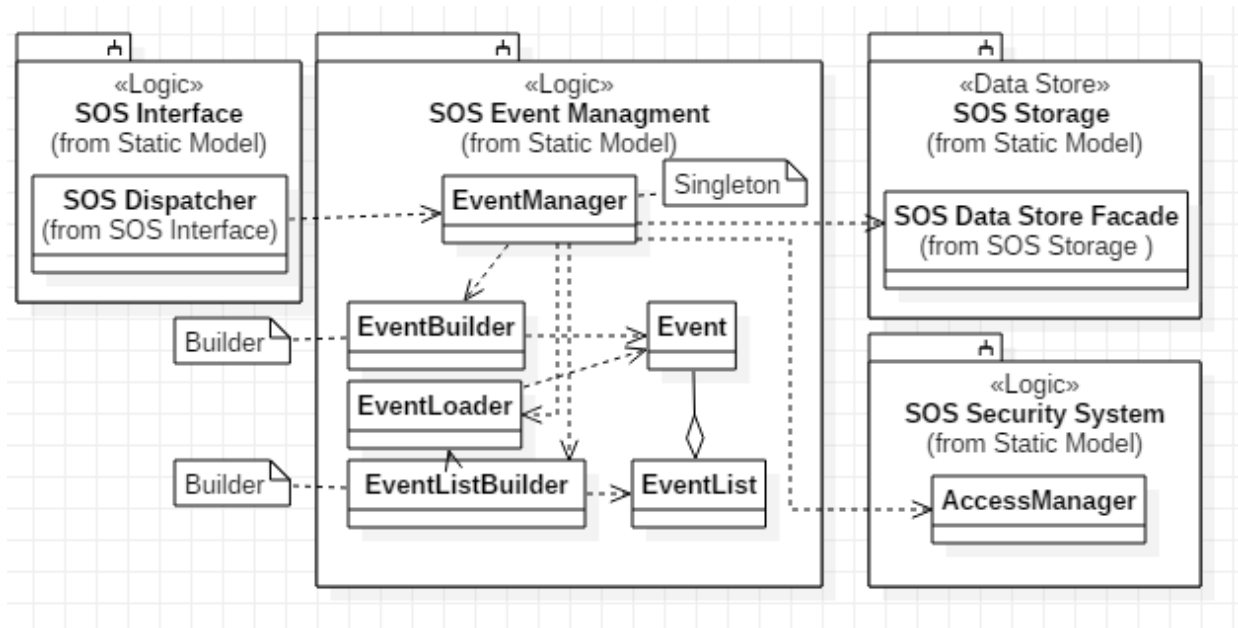 «Logic»
SOS Interface
(from Static Model)
SOS Dispatcher
(from SOS Interface)
«Logic»
SOS Event Managment
(from Static Model)
Singleton
EventManager
Builder
EventBuilder
Event
EventLoader
Builder
EventListBuilder
EventList
«Data Store»
SOS Storage
(from Static Model)
SOS Data Store Facade
(from SOS Storage )
«Logic»
SOS Security System
(from Static Model)
AccessManager